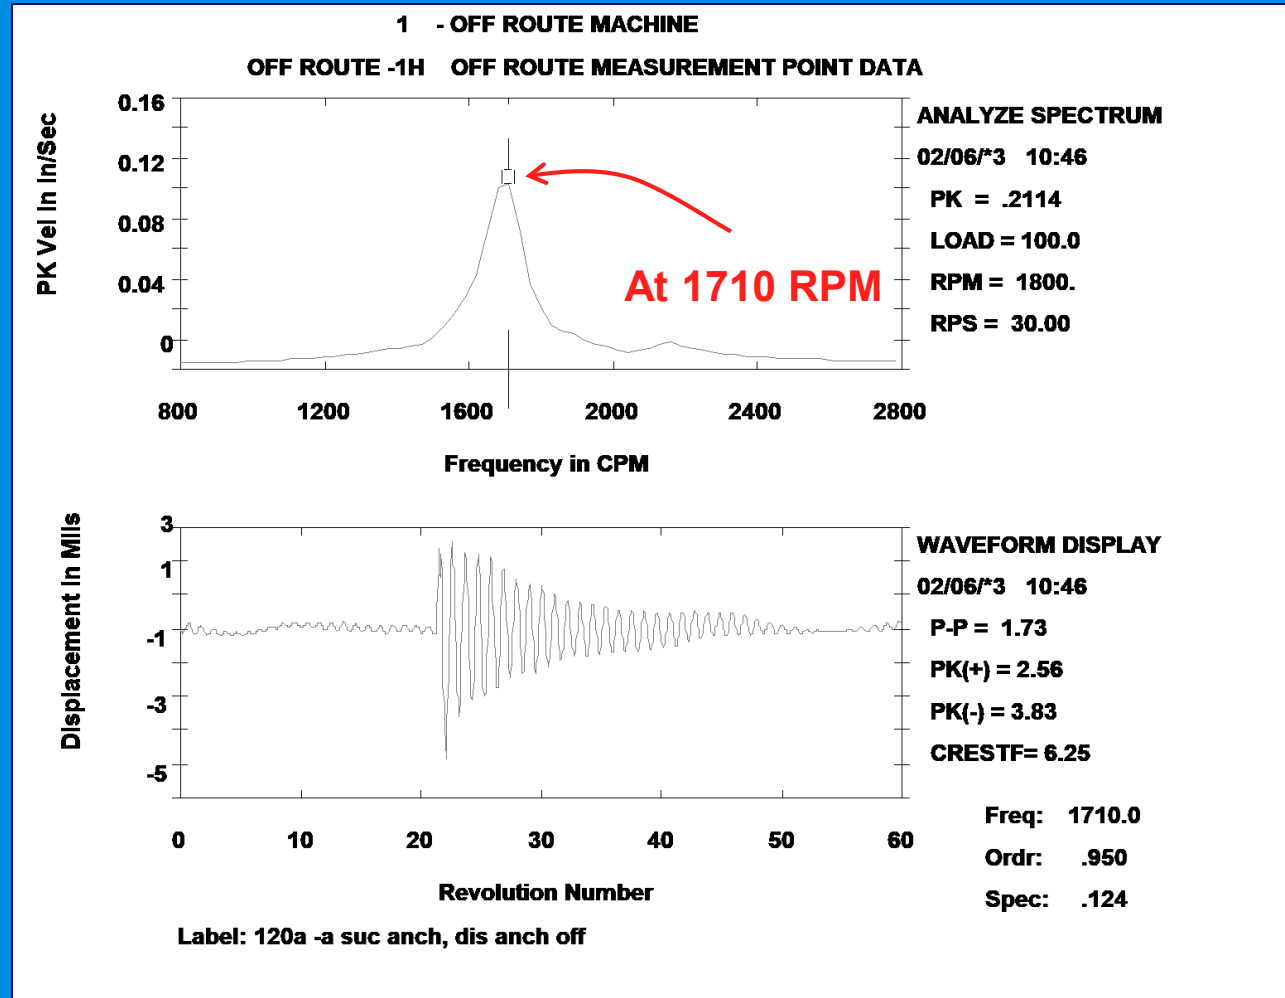 1 - OFF ROUTE MACHINE
OFF ROUTE -1H OFF ROUTE MEASUREMENT POINT DATA
PK Vel In In/Sec
0.16
0.12
0.08
0.04
0
800 1200 1600 2000 2400 2800
Frequency in CPM
At 1710 RPM
ANALYZE SPECTRUM
02/06/*3 10:46
PK = .2114
LOAD = 100.0
RPM = 1800.
RPS = 30.00
Displacement In Mils
3
1
-1
-3
-5
0 10 20 30 40 50 60
Revolution Number
WAVEFORM DISPLAY
02/06/*3 10:46
P-P = 1.73
PK(+) = 2.56
PK(-) = 3.83
CRESTF= 6.25
Freq: 1710.0
Ordr: .950
Spec: .124
Label: 120a -a suc anch, dis anch off